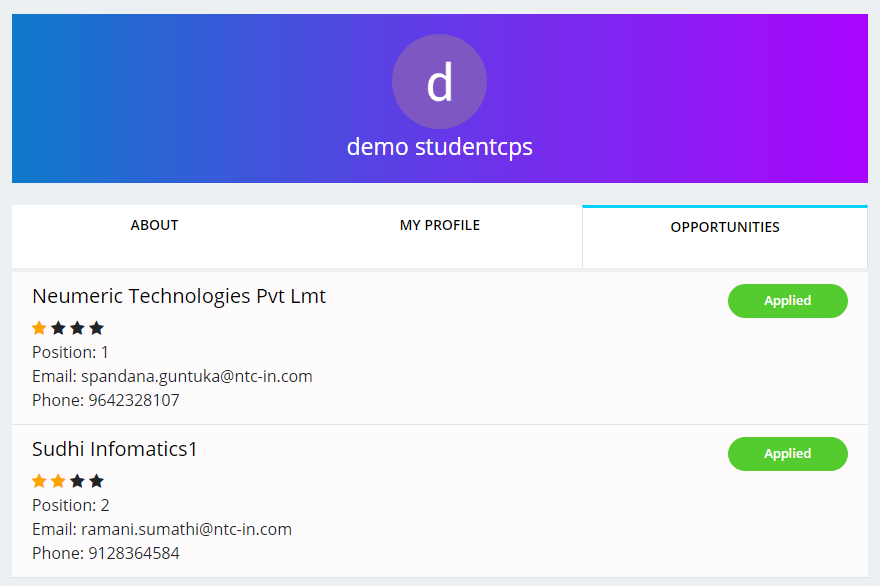 d
demo studentcps
ABOUT
MY PROFILE
OPPORTUNITIES
Neumeric Technologies Pvt Lmt
Applied
Position: 1
Email: spandana.guntuka@ntc-in.com
Phone: 9642328107
Sudhi Infomatics1
Applied
Position: 2
Email: ramani.sumathi@ntc-in.com
Phone: 9128364584